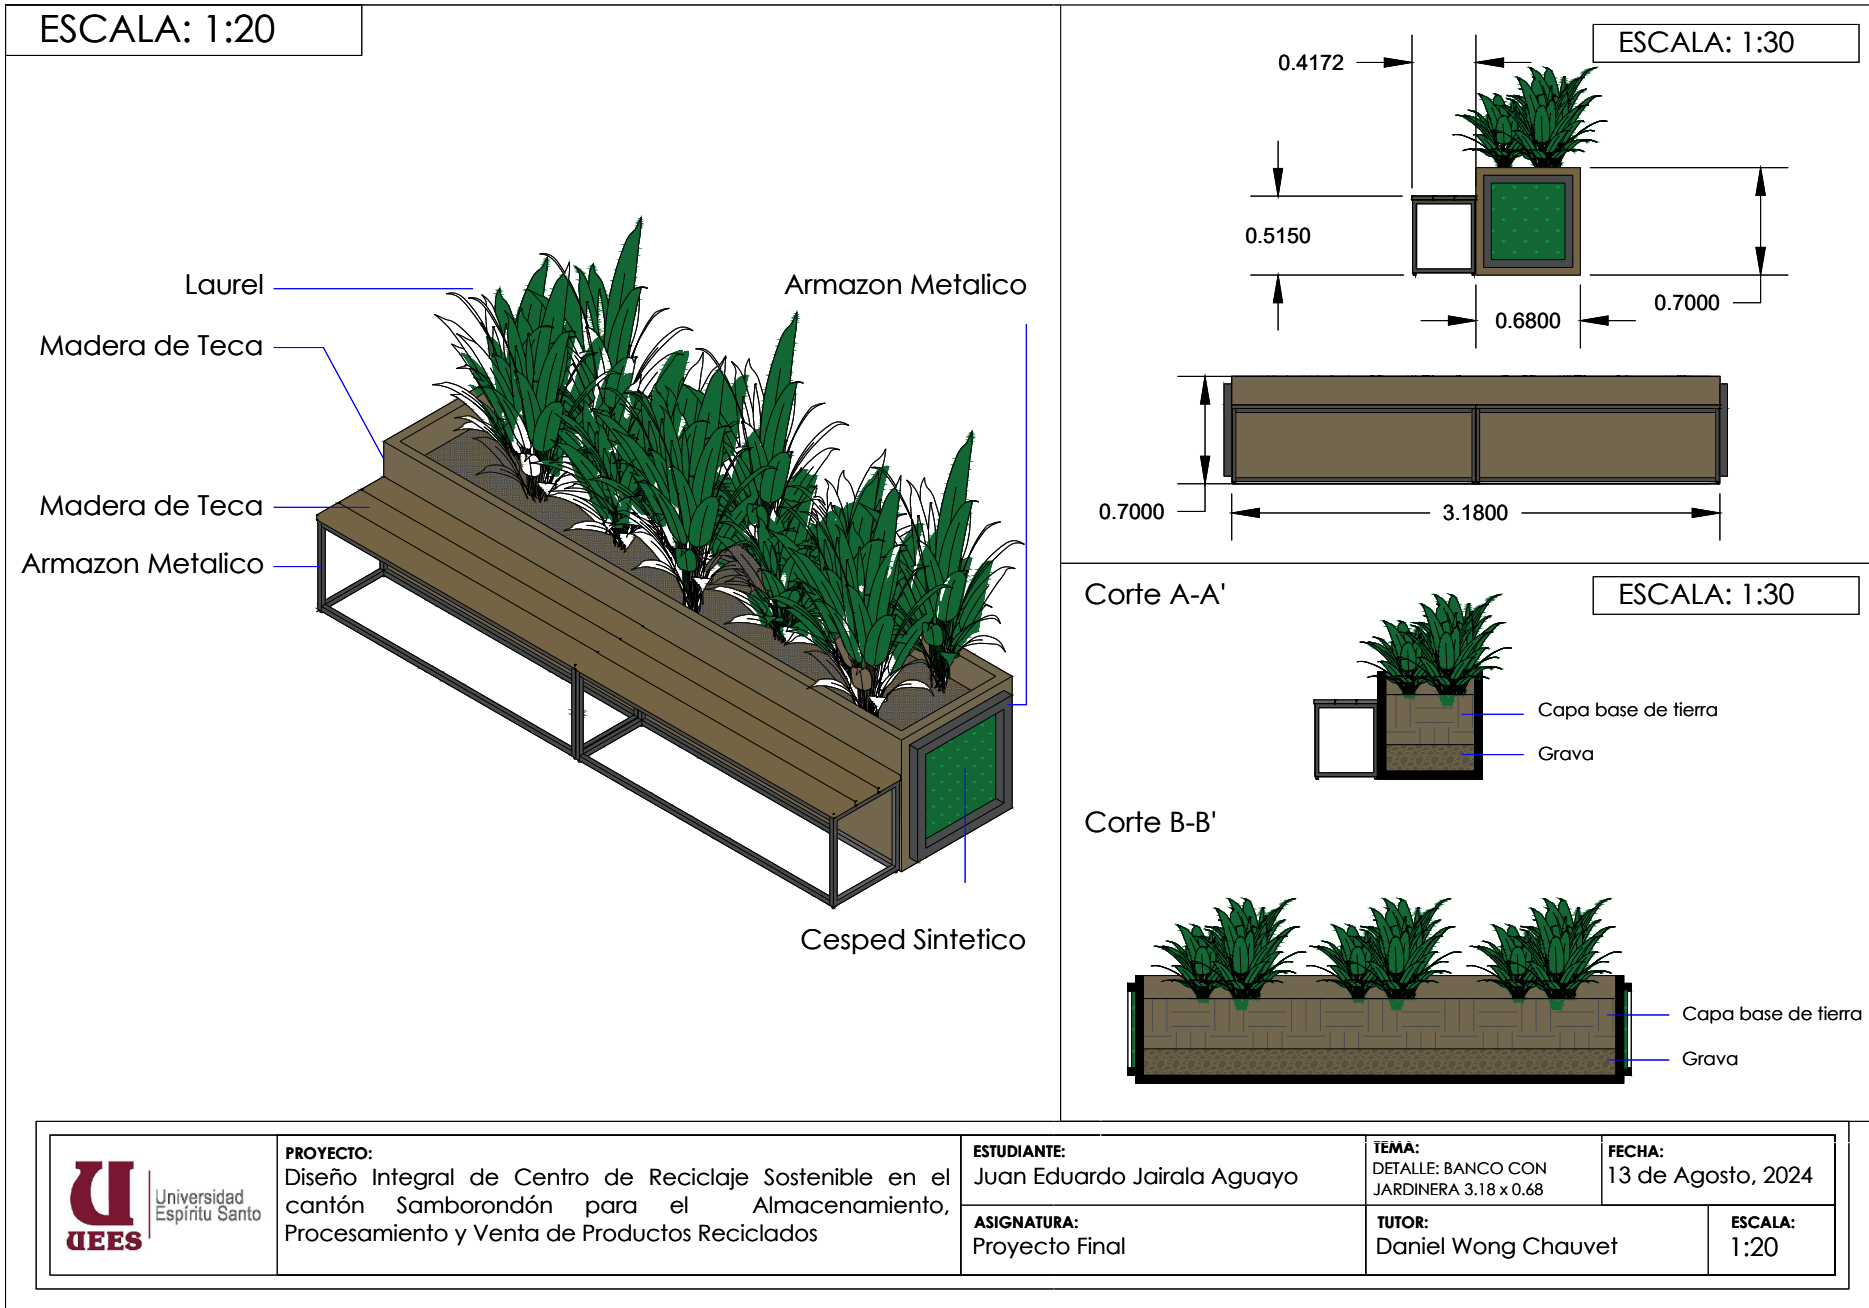 ESCALA: 1:20
Laurel
Madera de Teca
Madera de Teca
Armazon Metalico
Armazon Metalico
Cesped Sintetico
ESCALA: 1:30
0.4172
0.5150
0.6800
0.7000
0.7000
3.1800
Corte A-A'
ESCALA: 1:30
Capa base de tierra
Grava
Corte B-B'
Capa base de tierra
Grava
UEES
Universidad
Espíritu Santo
PROYECTO:
Diseño Integral de Centro de Reciclaje Sostenible en el
cantón Samborondón para el Almacenamiento,
Procesamiento y Venta de Productos Reciclados
ESTUDIANTE:
Juan Eduardo Jairala Aguayo
ASIGNATURA:
Proyecto Final
TEMA:
DETALLE: BANCO CON
JARDINERA 3.18 x 0.68
FECHA:
13 de Agosto, 2024
TUTOR:
Daniel Wong Chauvet
ESCALA:
1:20